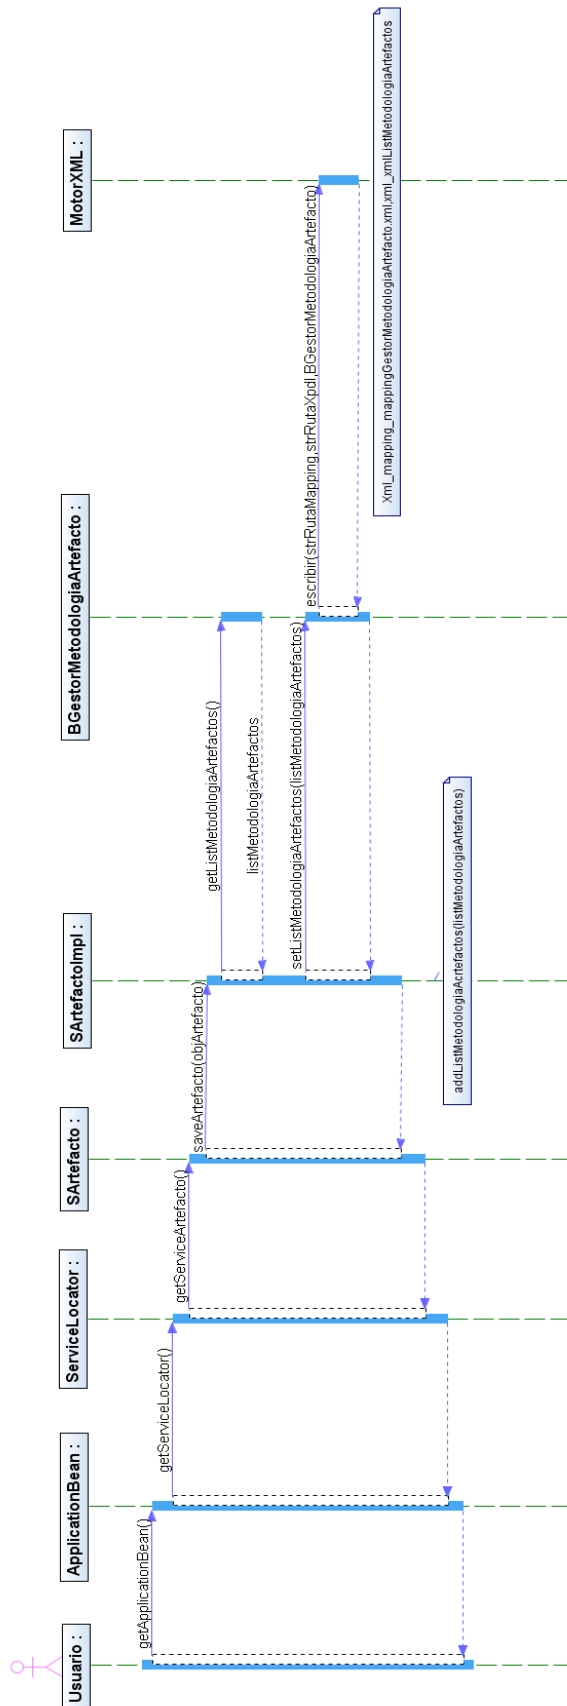 Usuario :
ApplicationBean :
ServiceLocator :
SArtefacto :
SArtefactoImpl :
BGestorMetodologiaArtefacto :
MotorXML :
getApplicationBean()
getServiceLocator()
getServiceArtefacto()
saveArtefacto(objArtefacto)
getListMetodologiaArtefactos()
listMetodologiaArtefactos
setListMetodologiaArtefactos(listMetodologiaArtefactos)
escribir(strRutaMapping,strRutaXpdl,BGestorMetodologiaArtefacto)
Xml_mapping_mappingGestorMetodologiaArtefacto.xml,xml_xmlListMetodologiaArtefactos
addListMetodologiaAcrtefactos(listMetodologiaArtefactos)